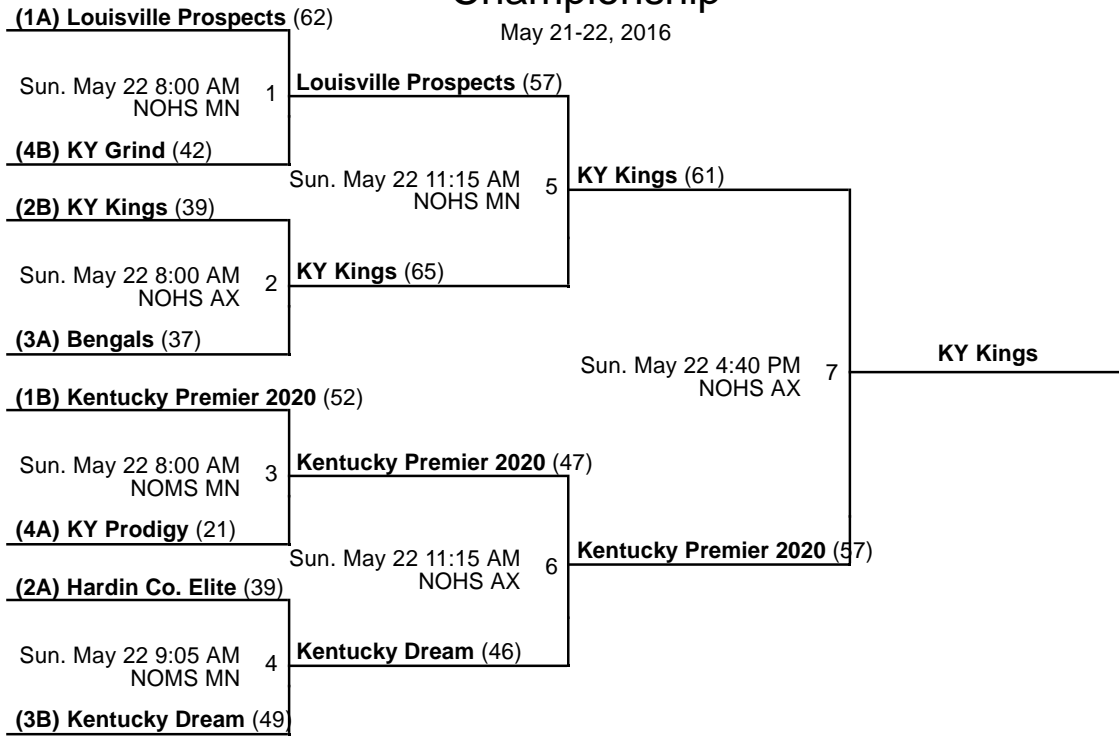 Championship
May 21-22, 2016
(1A) Louisville Prospects (62)
Sun. May 22 8:00 AM 1
NOHS MN
(4B) KY Grind (42)
Louisville Prospects (57)
Sun. May 22 11:15 AM 5
NOHS MN
(2B) KY Kings (39)
Sun. May 22 8:00 AM 2
NOHS AX
(3A) Bengals (37)
KY Kings (65)
KY Kings (61)
(1B) Kentucky Premier 2020 (52)
Sun. May 22 8:00 AM 3
NOMS MN
(4A) KY Prodigy (21)
Kentucky Premier 2020 (47)
Sun. May 22 11:15 AM 6
NOHS AX
(2A) Hardin Co. Elite (39)
Sun. May 22 9:05 AM 4
NOMS MN
(3B) Kentucky Dream (49)
Kentucky Dream (46)
Kentucky Premier 2020 (57)
Sun. May 22 4:40 PM 7
NOHS AX
KY Kings